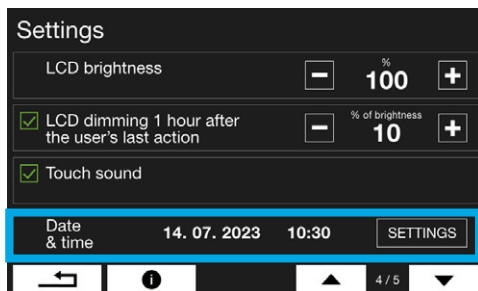 Settings
LCD brightness
%
100
LCD dimming 1 hour after
the user's last action
% of brightness
10
Touch sound
Date
& time
14. 07. 2023
10:30
SETTINGS
4/5